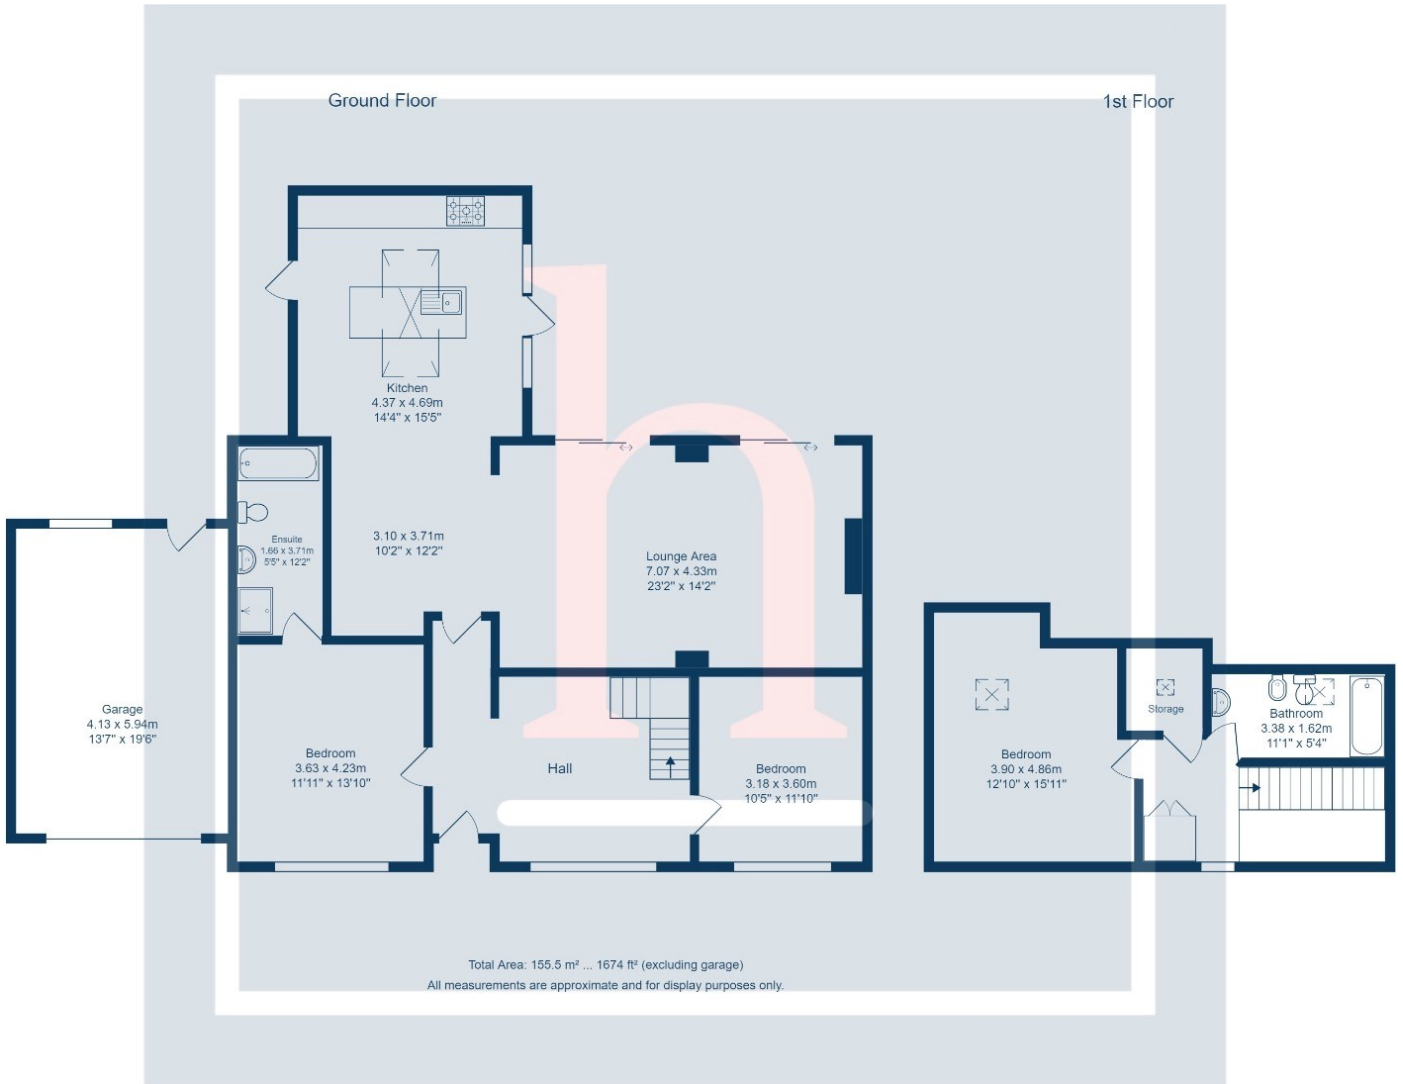 Ground Floor
1st Floor
Kitchen
4.37 x 4.69m
14'4" x 15'5"
Ensuite
1.66 x 3.71m
5'5" x 12'2"
3.10 x 3.71m
10'2" x 12'2"
Lounge Area
7.07 x 4.33m
23'2" x 14'2"
Garage
4.13 x 5.94m
13'7" x 19'6"
Bedroom
3.63 x 4.23m
11'11" x 13'10"
Hall
Bedroom
3.18 x 3.60m
10'5" x 11'10"
Bedroom
3.90 x 4.86m
12'10" x 15'11"
Storage
Bathroom
3.38 x 1.62m
11'1" x 5'4"
Total Area: 155.5 m² ... 1674 ft² (excluding garage)
All measurements are approximate and for display purposes only.
h